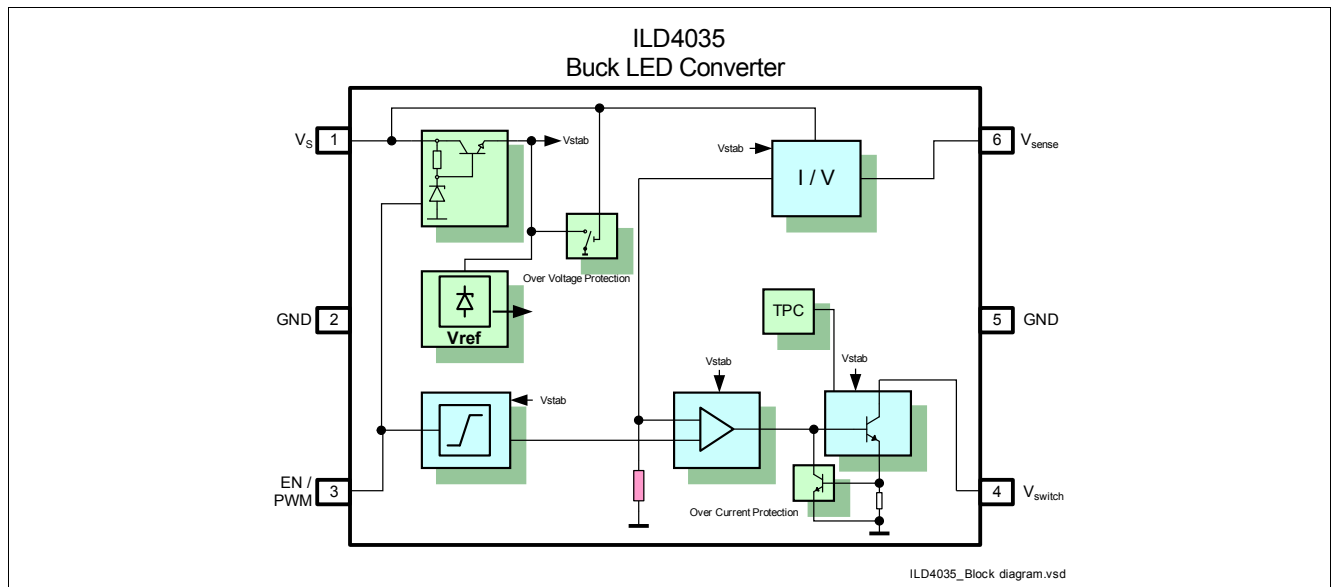 ILD4035
Buck LED Converter
VS 1
Vstab
Vstab
I / V
6 Vsense
Over Voltage Protection
Vref
GND 2
TPC
5 GND
Vstab
Vstab
Vstab
EN /
PWM
3
Over Current Protection
4 Vswitch
ILD4035_Block diagram.vsd